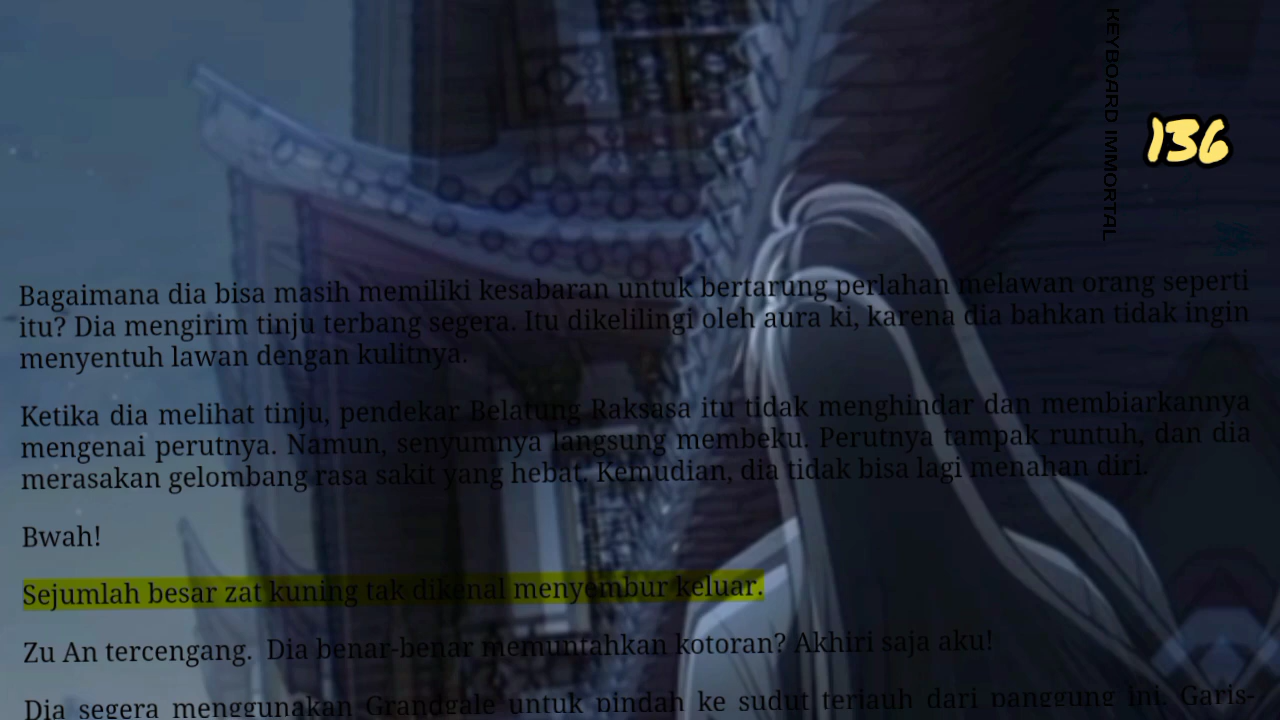 KEYBOARD IMMORTAL
136
Bagaimana dia bisa masih memiliki kesabaran untuk bertarung perlahan melawan orang seperti
itu? Dia mengirim tinju terbang segera. Itu dikelilingi oleh aura ki, karena dia bahkan tidak ingin
menyentuh lawan dengan kulitnya.
Ketika dia melihat tinju, pendekar Belatung Raksasa itu tidak menghindar dan membiarkannya
mengenai perutnya. Namun, senyumnya langsung membeku. Perutnya tampak runtuh, dan dia
merasakan gelombang rasa sakit yang hebat. Kemudian, dia tidak bisa lagi menahan diri.
Bwah!
Sejumlah besar zat kuning tak dikenal menyembur keluar.
Zu An tercengang. Dia benar-benar memuntahkan kotoran? Akhiri saja aku!
Dia segera menggunakan Grandgale untuk pindah ke sudut terjauh dari panggung ini. Garis-